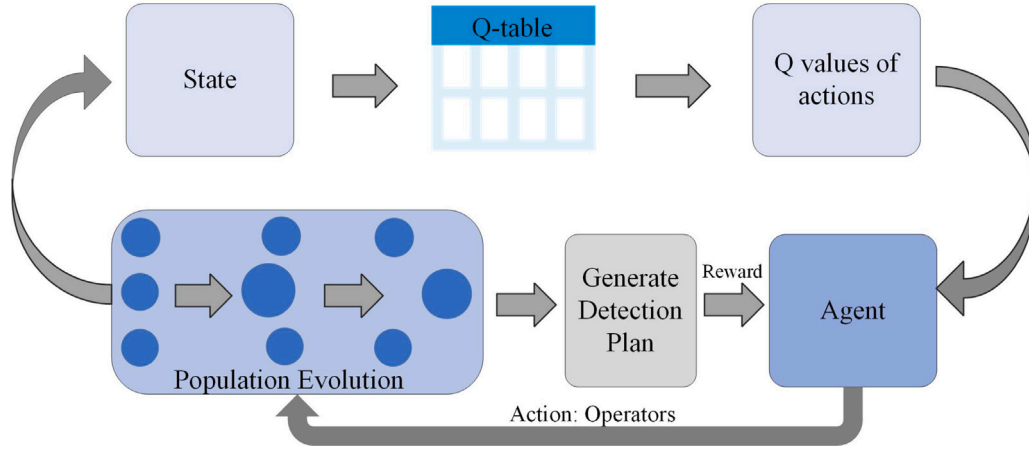 State
Q-table
Q values of
actions
Population Evolution
Generate
Detection
Plan
Reward
Agent
Action: Operators